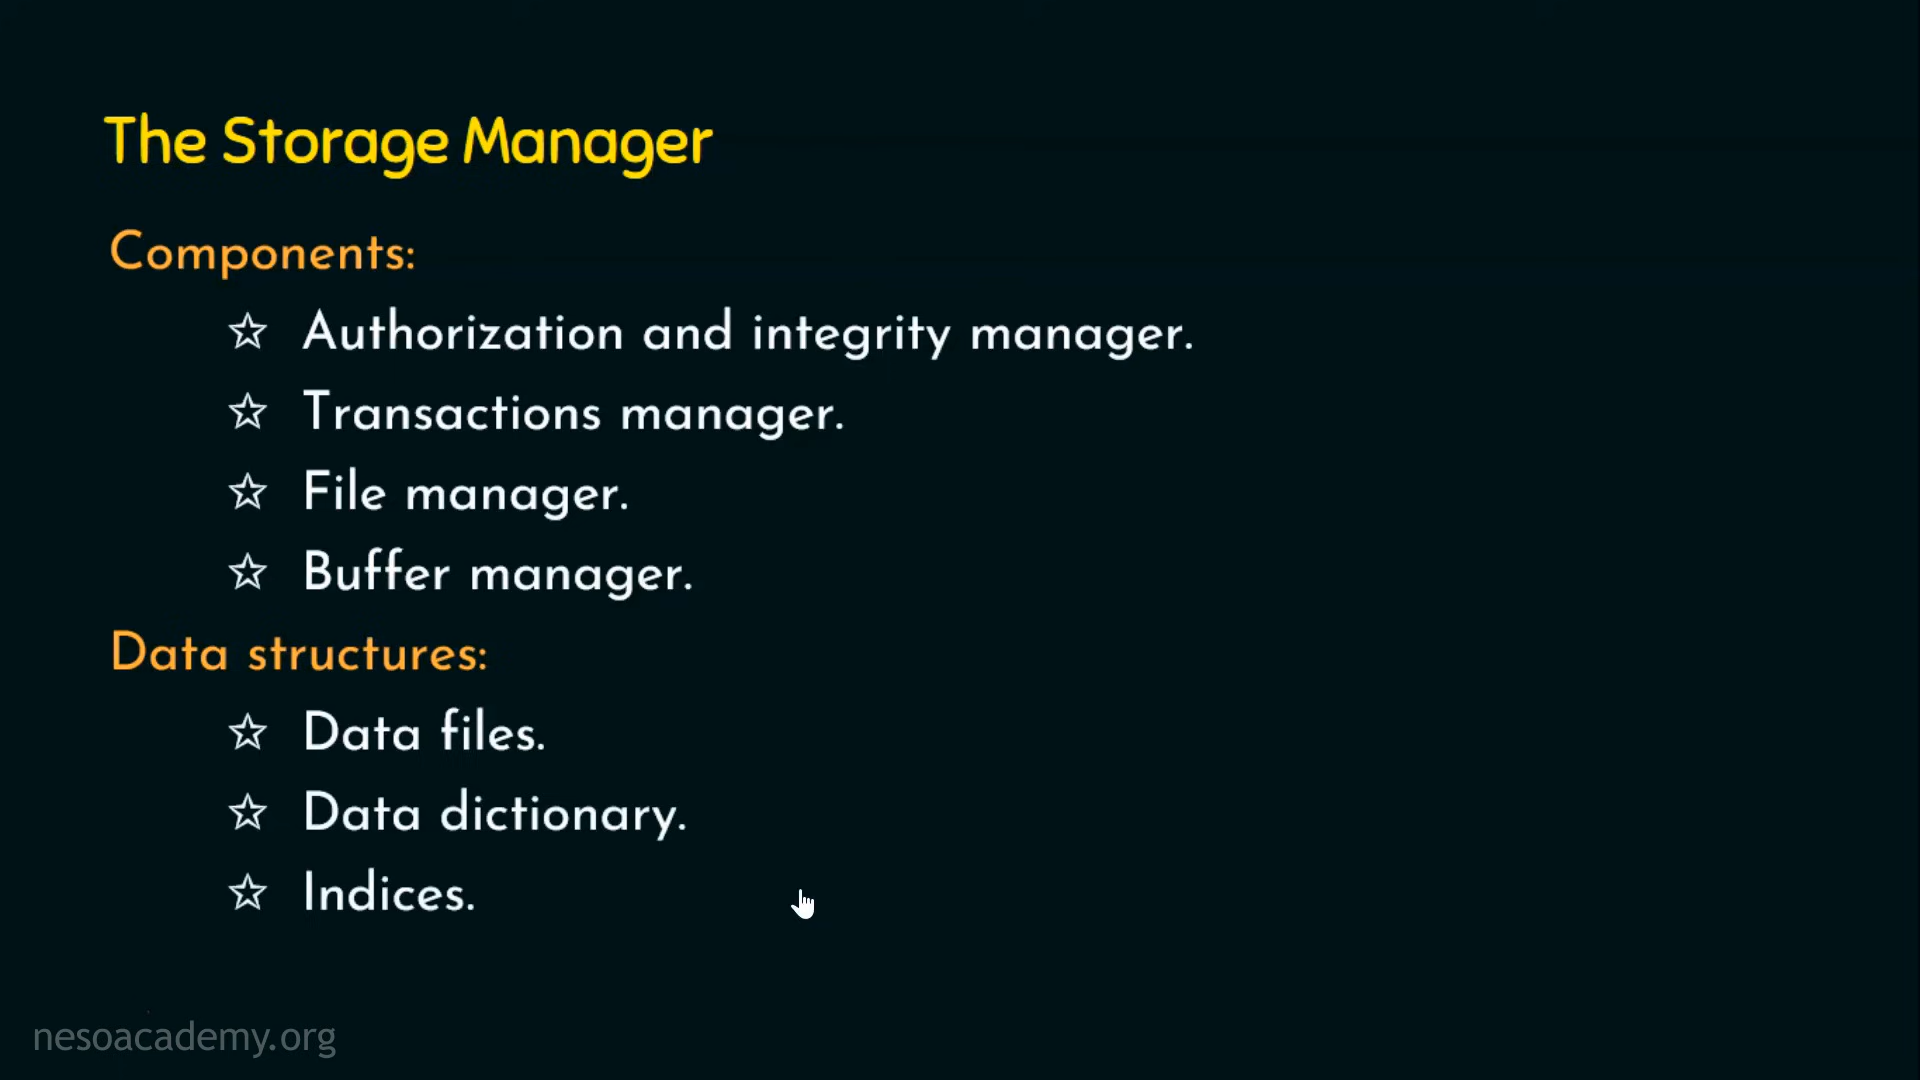 The Storage Manager
Components:
☆ Authorization and integrity manager.
☆ Transactions manager.
☆ File manager.
☆ Buffer manager.
Data structures:
☆ Data files.
☆ Data dictionary.
☆ Indices.
nesoacademy.org